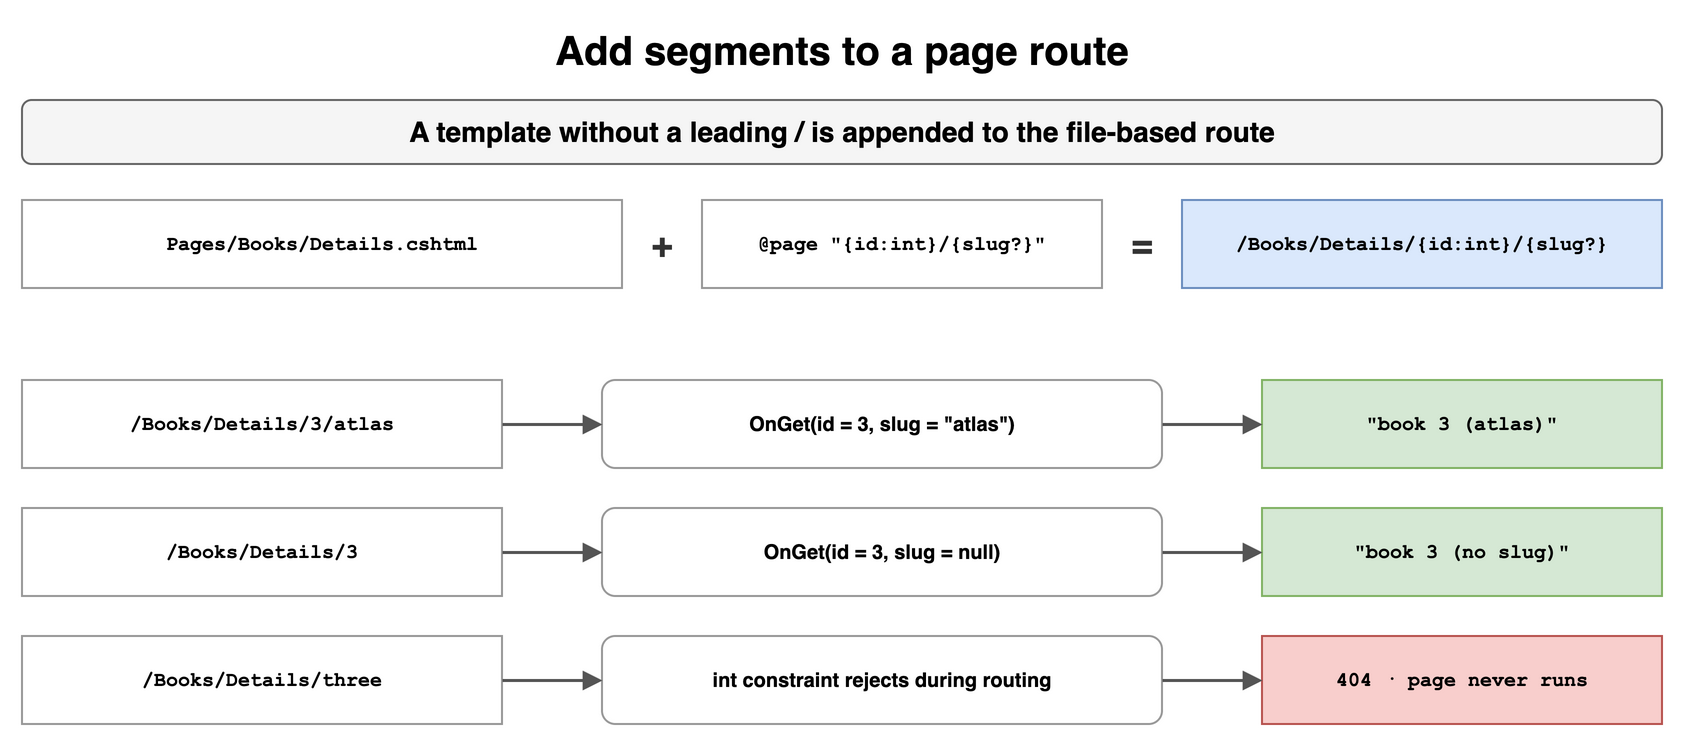 Add segments to a page route
A template without a leading / is appended to the file-based route
Pages/Books/Details.cshtml
+
@page "{id:int}/{slug?}"
=
/Books/Details/{id:int}/{slug?}
/Books/Details/3/atlas
OnGet(id = 3, slug = "atlas")
"book 3 (atlas)"
/Books/Details/3
OnGet(id = 3, slug = null)
"book 3 (no slug)"
/Books/Details/three
int constraint rejects during routing
404 · page never runs